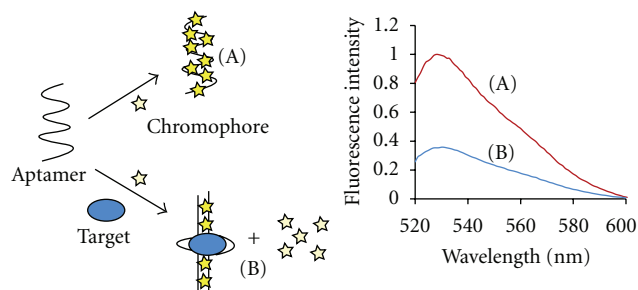 (A)
Chromophore
Aptamer
Target
+
(B)
Fluorescence intensity
1.2
1
0.8
0.6
0.4
0.2
0
(A)
(B)
520 540 560 580 600
Wavelength (nm)